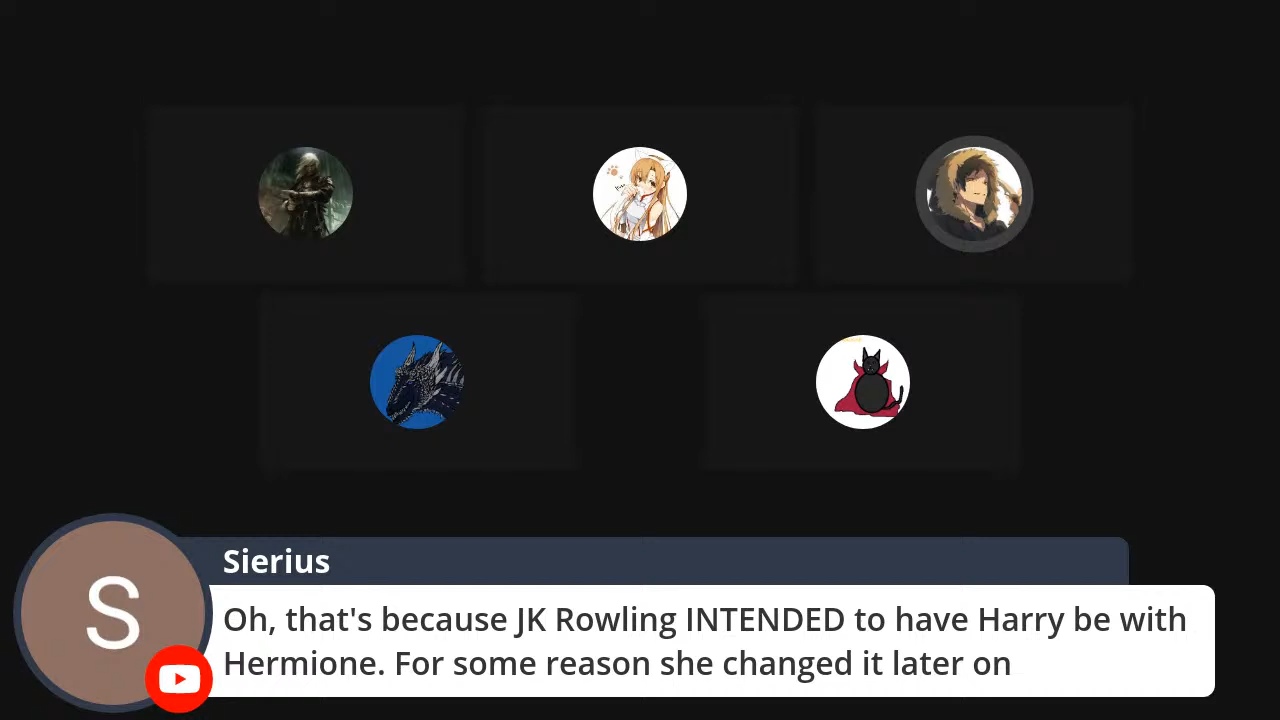 Sierius
S
Oh, that's because JK Rowling INTENDED to have Harry be with
Hermione. For some reason she changed it later on